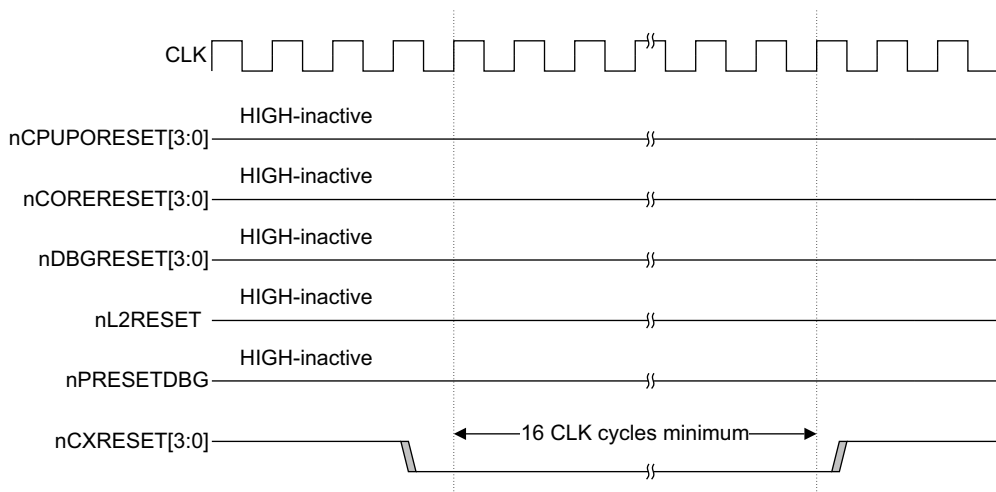 CLK
HIGH-inactive
nCPUPORESET[3:0]
HIGH-inactive
nCORERESET[3:0]
HIGH-inactive
nDBGRESET[3:0]
HIGH-inactive
nL2RESET
HIGH-inactive
nPRESETDBG
nCXRESET[3:0]
16 CLK cycles minimum